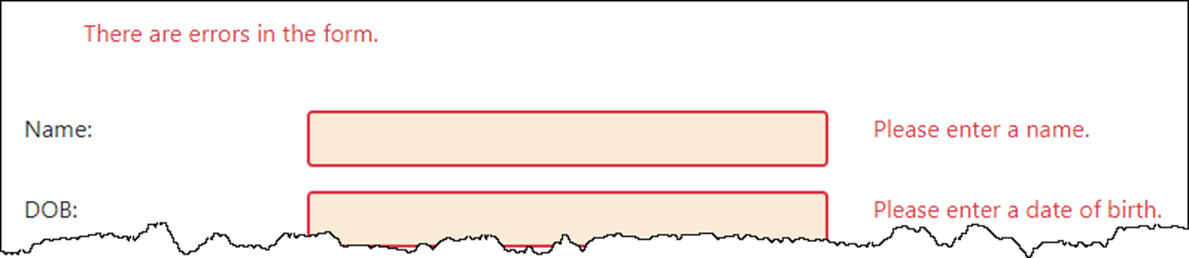 There are errors in the form.
Name: Please enter a name.
DOB: Please enter a date of birth.